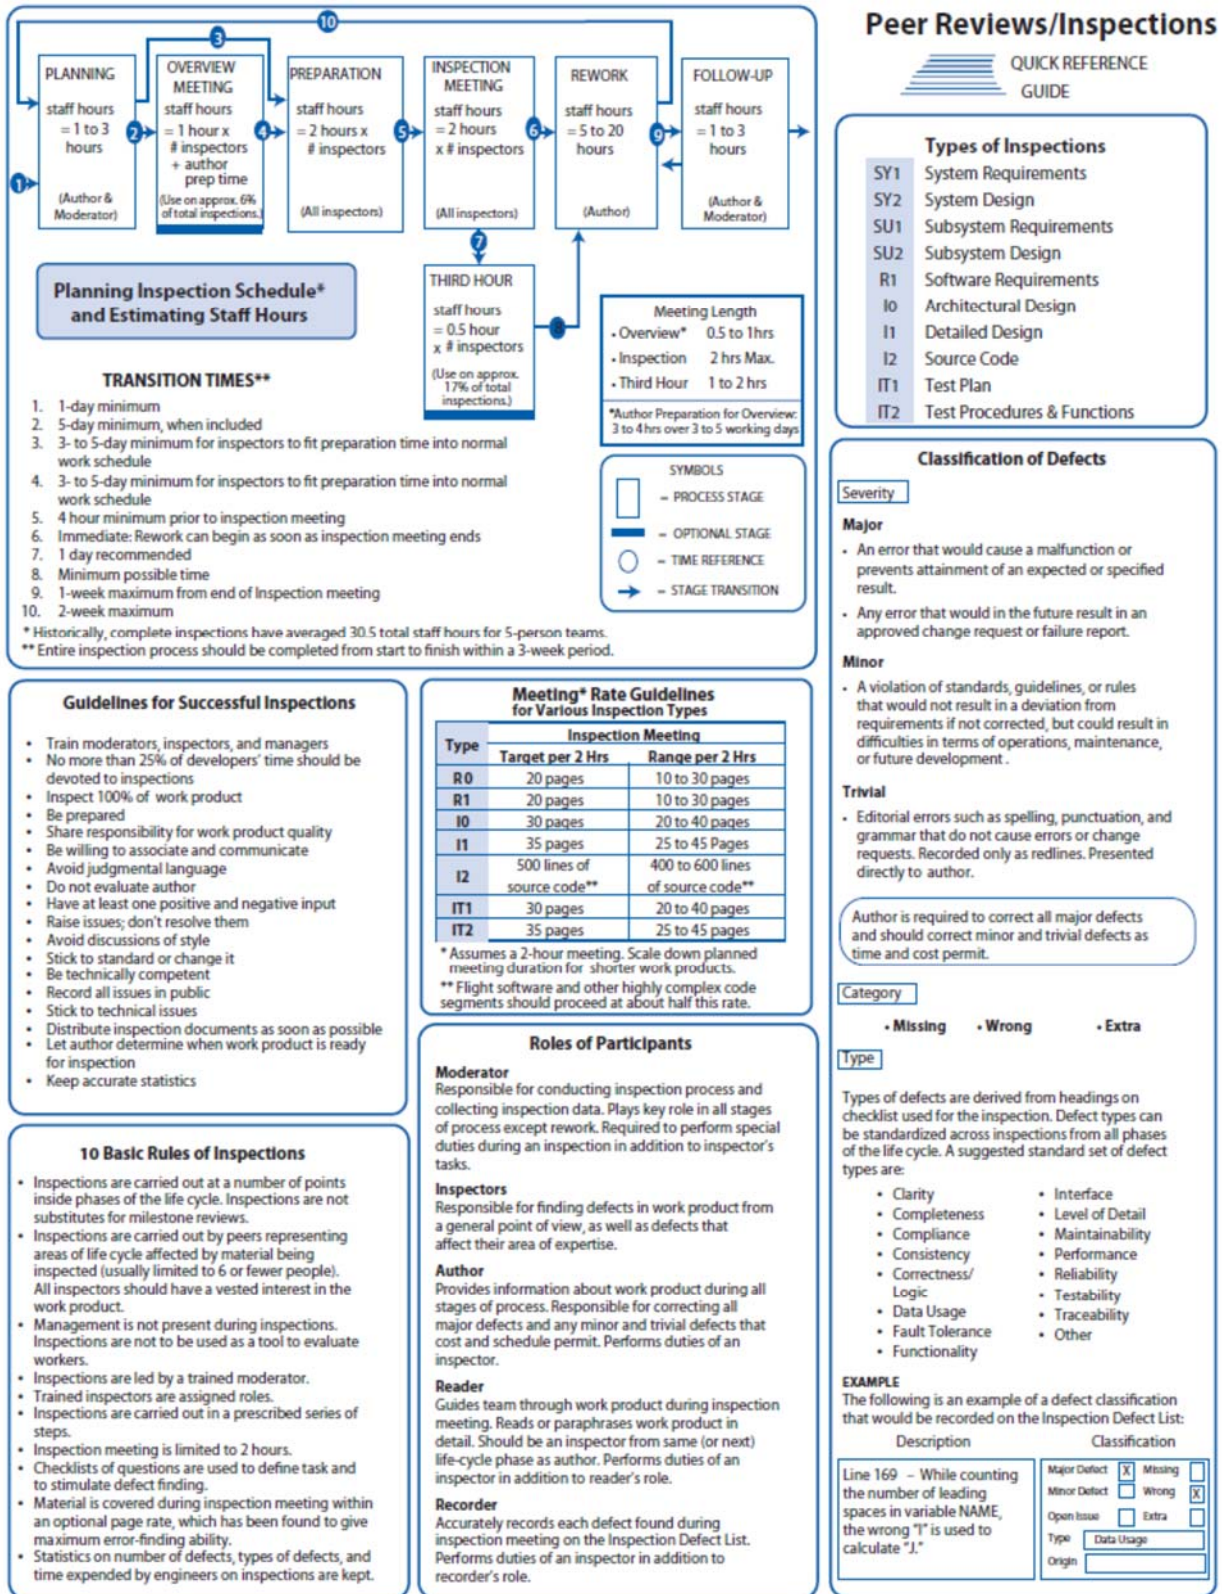 Peer Reviews/Inspections
QUICK REFERENCE
GUIDE
10
3
PLANNING
staff hours
= 1 to 3
hours
(Author &
Moderator)
1
2
OVERVIEW
MEETING
staff hours
= 1 hour x
# inspectors
+ author
prep time
(Use on approx. 6%
of total inspections.)
4
PREPARATION
staff hours
= 2 hours x
# inspectors
(All inspectors)
5
INSPECTION
MEETING
staff hours
= 2 hours
x # inspectors
(All inspectors)
6
REWORK
staff hours
= 5 to 20
hours
(Author)
9
FOLLOW-UP
staff hours
= 1 to 3
hours
(Author &
Moderator)
7
THIRD HOUR
staff hours
= 0.5 hour
x # inspectors
(Use on approx.
17% of total
inspections.)
8
Planning Inspection Schedule*
and Estimating Staff Hours
Meeting Length
• Overview* 0.5 to 1hrs
• Inspection 2 hrs Max.
• Third Hour 1 to 2 hrs
*Author Preparation for Overview:
3 to 4 hrs over 3 to 5 working days
SYMBOLS
= PROCESS STAGE
= OPTIONAL STAGE
= TIME REFERENCE
= STAGE TRANSITION
TRANSITION TIMES**
1. 1-day minimum
2. 5-day minimum, when included
3. 3- to 5-day minimum for inspectors to fit preparation time into normal
work schedule
4. 3- to 5-day minimum for inspectors to fit preparation time into normal
work schedule
5. 4 hour minimum prior to inspection meeting
6. Immediate: Rework can begin as soon as inspection meeting ends
7. 1 day recommended
8. Minimum possible time
9. 1-week maximum from end of Inspection meeting
10. 2-week maximum
* Historically, complete inspections have averaged 30.5 total staff hours for 5-person teams.
** Entire inspection process should be completed from start to finish within a 3-week period.
Types of Inspections
SY1 System Requirements
SY2 System Design
SU1 Subsystem Requirements
SU2 Subsystem Design
R1 Software Requirements
I0 Architectural Design
I1 Detailed Design
I2 Source Code
IT1 Test Plan
IT2 Test Procedures & Functions
Guidelines for Successful Inspections
• Train moderators, inspectors, and managers
• No more than 25% of developers' time should be
devoted to inspections
• Inspect 100% of work product
• Be prepared
• Share responsibility for work product quality
• Be willing to associate and communicate
• Avoid judgmental language
• Do not evaluate author
• Have at least one positive and negative input
• Raise issues; don't resolve them
• Avoid discussions of style
• Stick to standard or change it
• Be technically competent
• Record all issues in public
• Stick to technical issues
• Distribute inspection documents as soon as possible
• Let author determine when work product is ready
for inspection
• Keep accurate statistics
10 Basic Rules of Inspections
• Inspections are carried out at a number of points
inside phases of the life cycle. Inspections are not
substitutes for milestone reviews.
• Inspections are carried out by peers representing
areas of life cycle affected by material being
inspected (usually limited to 6 or fewer people).
All inspectors should have a vested interest in the
work product.
• Management is not present during inspections.
Inspections are not to be used as a tool to evaluate
workers.
• Inspections are led by a trained moderator.
• Trained inspectors are assigned roles.
• Inspections are carried out in a prescribed series of
steps.
• Inspection meeting is limited to 2 hours.
• Checklists of questions are used to define task and
to stimulate defect finding.
• Material is covered during inspection meeting within
an optional page rate, which has been found to give
maximum error-finding ability.
• Statistics on number of defects, types of defects, and
time expended by engineers on inspections are kept.
Meeting* Rate Guidelines
for Various Inspection Types
Type Inspection Meeting
Target per 2 Hrs Range per 2 Hrs
R0 20 pages 10 to 30 pages
R1 20 pages 10 to 30 pages
I0 30 pages 20 to 40 pages
I1 35 pages 25 to 45 Pages
I2 500 lines of 400 to 600 lines
source code** of source code**
IT1 30 pages 20 to 40 pages
IT2 35 pages 25 to 45 pages
* Assumes a 2-hour meeting. Scale down planned
meeting duration for shorter work products.
** Flight software and other highly complex code
segments should proceed at about half this rate.
Roles of Participants
Moderator
Responsible for conducting inspection process and
collecting inspection data. Plays key role in all stages
of process except rework. Required to perform special
duties during an inspection in addition to inspector's
tasks.
Inspectors
Responsible for finding defects in work product from
a general point of view, as well as defects that
affect their area of expertise.
Author
Provides information about work product during all
stages of process. Responsible for correcting all
major defects and any minor and trivial defects that
cost and schedule permit. Performs duties of an
inspector.
Reader
Guides team through work product during inspection
meeting. Reads or paraphrases work product in
detail. Should be an inspector from same (or next)
life-cycle phase as author. Performs duties of an
inspector in addition to reader's role.
Recorder
Accurately records each defect found during
inspection meeting on the Inspection Defect List.
Performs duties of an inspector in addition to
recorder's role.
Classification of Defects
Severity
Major
• An error that would cause a malfunction or
prevents attainment of an expected or specified
result.
• Any error that would in the future result in an
approved change request or failure report.
Minor
• A violation of standards, guidelines, or rules
that would not result in a deviation from
requirements if not corrected, but could result in
difficulties in terms of operations, maintenance,
or future development .
Trivial
• Editorial errors such as spelling, punctuation, and
grammar that do not cause errors or change
requests. Recorded only as redlines. Presented
directly to author.
Author is required to correct all major defects
and should correct minor and trivial defects as
time and cost permit.
Category
• Missing • Wrong • Extra
Type
Types of defects are derived from headings on
checklist used for the inspection. Defect types can
be standardized across inspections from all phases
of the life cycle. A suggested standard set of defect
types are:
• Clarity
• Completeness
• Compliance
• Consistency
• Correctness/
Logic
• Data Usage
• Fault Tolerance
• Functionality
• Interface
• Level of Detail
• Maintainability
• Performance
• Reliability
• Testability
• Traceability
• Other
EXAMPLE
The following is an example of a defect classification
that would be recorded on the Inspection Defect List:
Description Classification
Line 169 – While counting
the number of leading
spaces in variable NAME,
the wrong "I" is used to
calculate "J."
Major Defect X Missing
Minor Defect Wrong X
Open Issue Extra
Type Data Usage
Origin